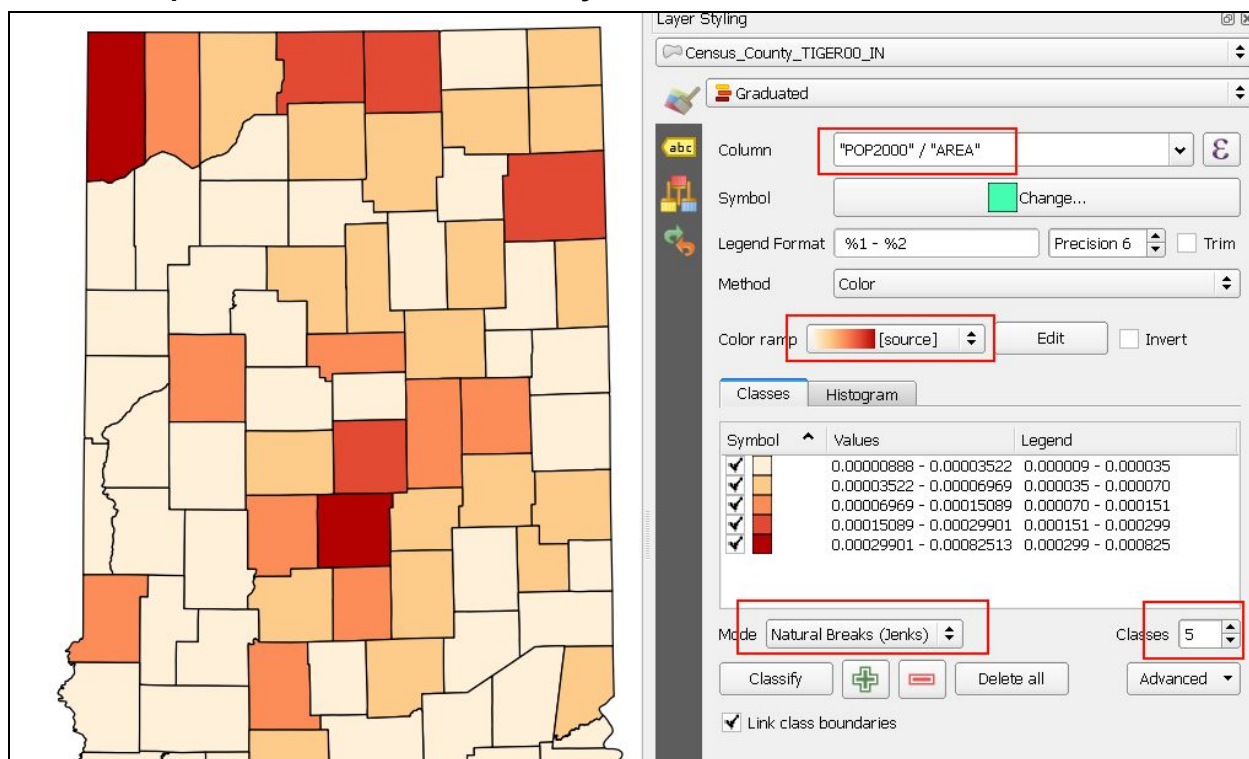 Layer Styling
Census_County_TIGER00_IN
Graduated
abc
Column "POP2000" / "AREA" ε
Symbol Change...
Legend Format %1 - %2 Precision 6 Trim
Method Color
Color ramp [source] Edit Invert
Classes Histogram
Symbol Values Legend
0.00000888 - 0.00003522 0.000009 - 0.000035
0.00003522 - 0.00006969 0.000035 - 0.000070
0.00006969 - 0.00015089 0.000070 - 0.000151
0.00015089 - 0.00029901 0.000151 - 0.000299
0.00029901 - 0.00082513 0.000299 - 0.000825
Mode Natural Breaks (Jenks) Classes 5
Classify Delete all Advanced
Link class boundaries